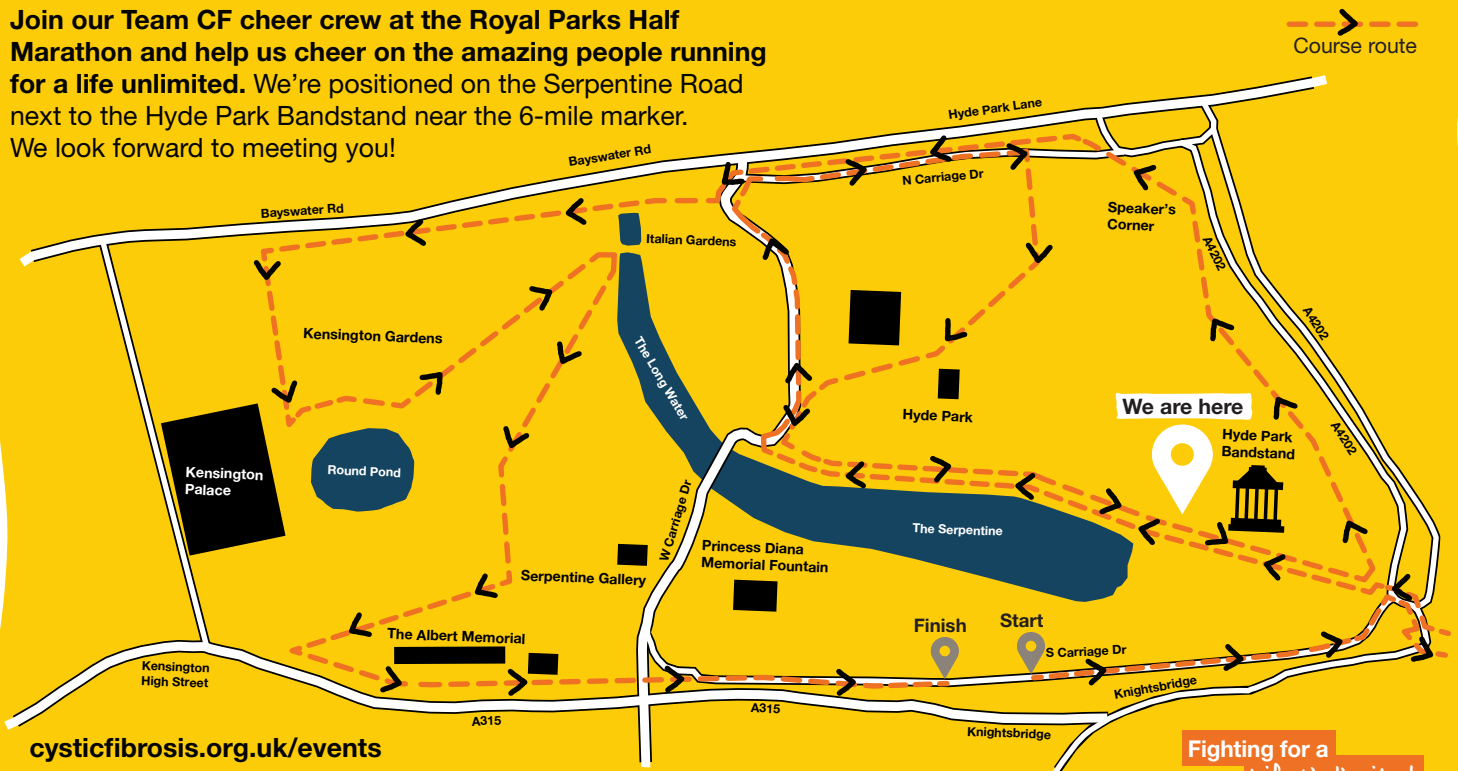 Join our Team CF cheer crew at the Royal Parks Half
Marathon and help us cheer on the amazing people running
for a life unlimited. We’re positioned on the Serpentine Road
next to the Hyde Park Bandstand near the 6-mile marker.
We look forward to meeting you!
Course route
Hyde Park Lane
Bayswater Rd
Bayswater Rd
N Carriage Dr
Speaker’s
Corner
Italian Gardens
A4202
A4202
A4202
Kensington Gardens
The Long Water
Hyde Park
We are here
Hyde Park
Bandstand
Kensington
Palace
Round Pond
W Carriage Dr
The Serpentine
Princess Diana
Memorial Fountain
Serpentine Gallery
The Albert Memorial
Finish
Start
S Carriage Dr
Kensington
High Street
A315
A315
Knightsbridge
Knightsbridge
cysticfibrosis.org.uk/events
Fighting for a